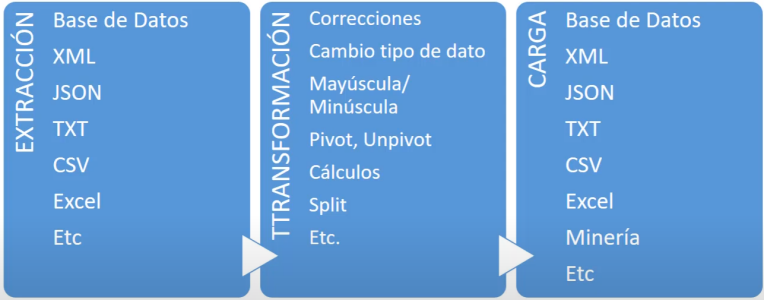 EXTRACCIÓN
Base de Datos
XML
JSON
TXT
CSV
Excel
Etc
TTRANSFORMACIÓN
Correcciones
Cambio tipo de dato
Mayúscula/
Minúscula
Pivot, Unpivot
Cálculos
Split
Etc.
CARGA
Base de Datos
XML
JSON
TXT
CSV
Excel
Minería
Etc